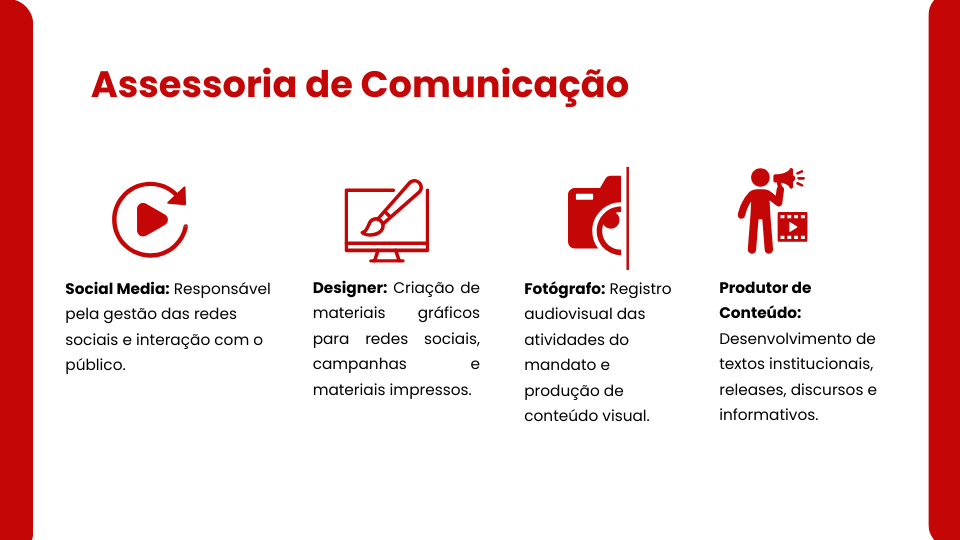 Assessoria de Comunicação
Social Media: Responsável
pela gestão das redes
sociais e interação com o
público.
Designer: Criação de
materiais gráficos
para redes sociais,
campanhas e
materiais impressos.
Fotógrafo: Registro
audiovisual das
atividades do
mandato e
produção de
conteúdo visual.
Produtor de
Conteúdo:
Desenvolvimento de
textos institucionais,
releases, discursos e
informativos.